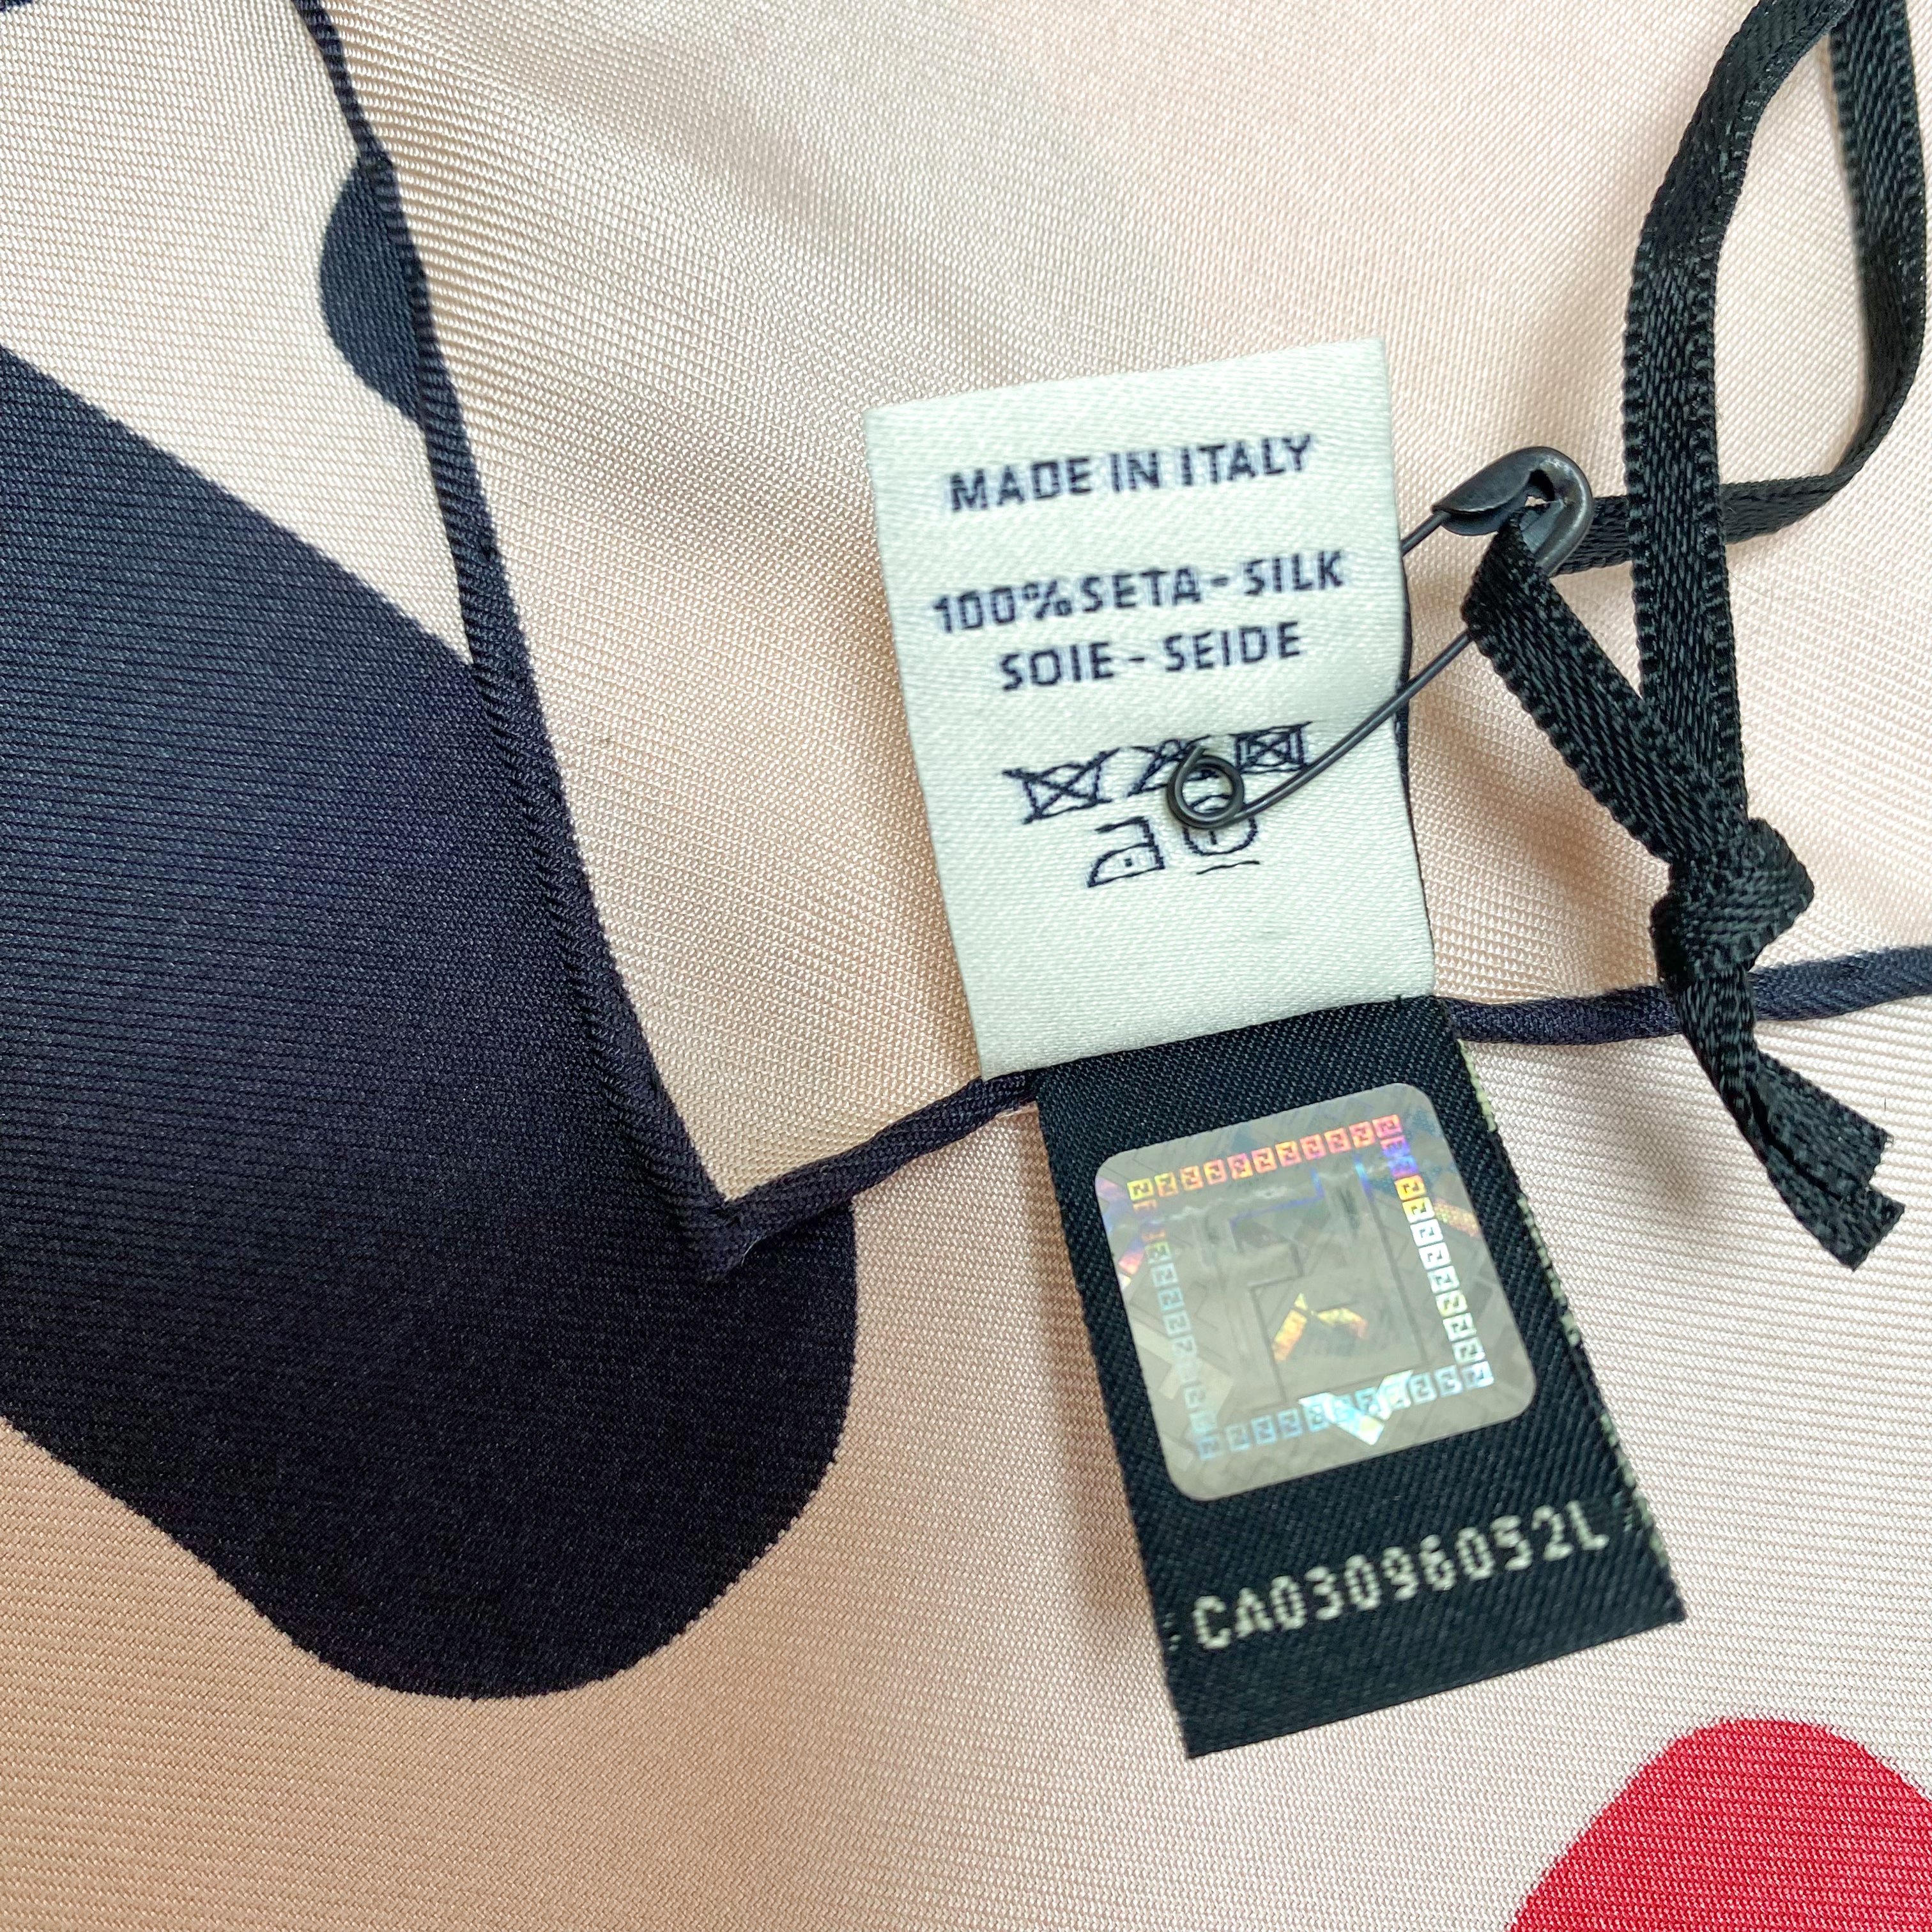 MADE IN ITALY
100% SETA - SILK
SOIE - SEIDE
CA03096052L